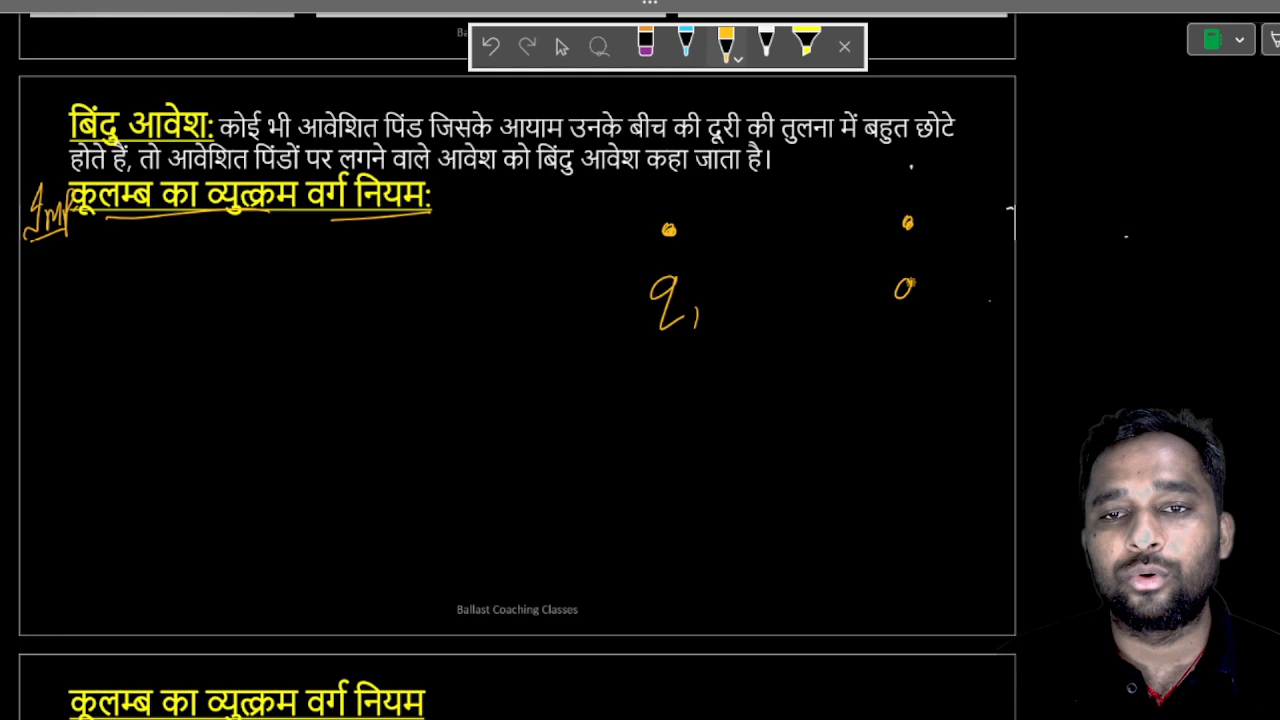 बिंदु आवेश: कोई भी आवेशित पिंड जिसके आयाम उनके बीच की दूरी की तुलना में बहुत छोटे
होते हैं, तो आवेशित पिंडों पर लगने वाले आवेश को बिंदु आवेश कहा जाता है।
Imp
कूलम्ब का व्युत्क्रम वर्ग नियम:
q1
Ballast Coaching Classes
कूलम्ब का व्युत्क्रम वर्ग नियम